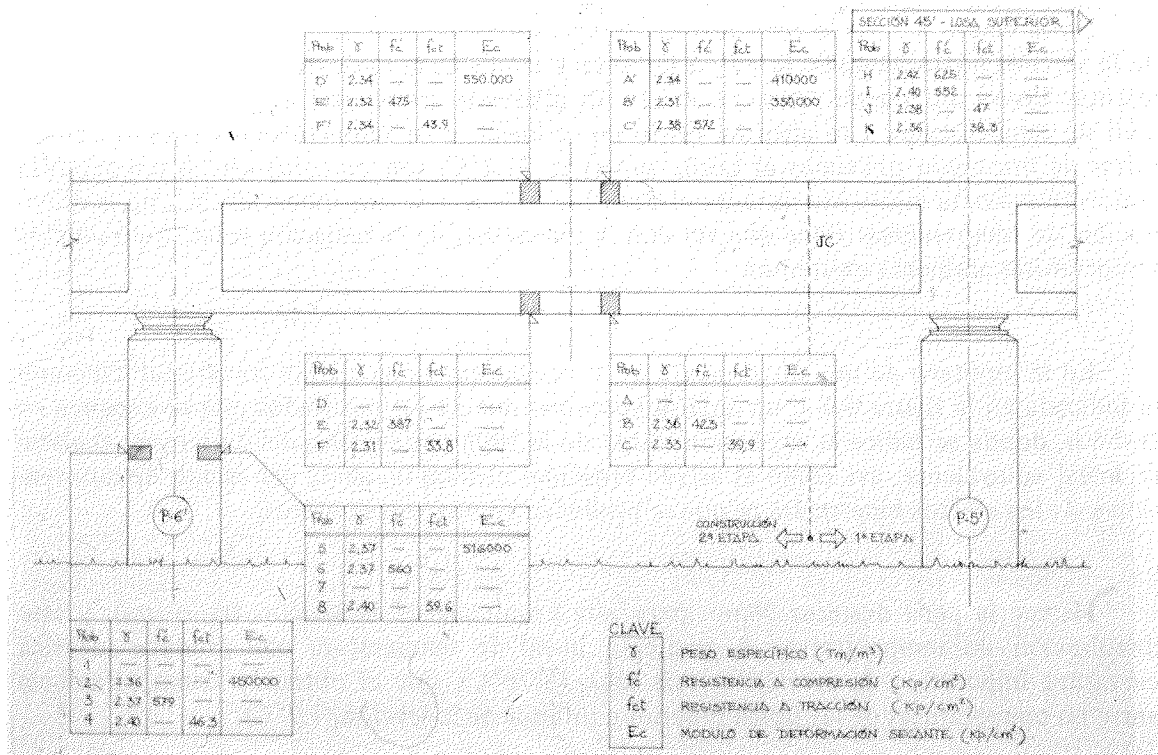 SECCIÓN 45' - LOSA SUPERIOR
Prob γ f'c fct Ec
D' 2.34 — — 550.000
E' 2.32 475 — —
F' 2.34 — 43.9 —
Prob γ f'c fct Ec
A' 2.34 — — 410000
B' 2.31 — — 350.000
C' 2.38 572 — —
Prob γ f'c fct Ec
H 2.42 625 — —
I 2.40 552 — —
J 2.38 — 47 —
K 2.36 — 38.3 —
JC
Prob γ f'c fct Ec
D — — — —
E 2.32 387 — —
F 2.31 — 33.8 —
Prob γ f'c fct Ec
A — — — —
B 2.36 423 — —
C 2.33 — 30,9 —
P-6'
Prob γ f'c fct Ec
5 2.37 — — 516000
6 2.37 560 — —
7 — — — —
8 2.40 — 39.6 —
CONSTRUCCIÓN
2ª ETAPA 1ª ETAPA
P-5'
Prob γ f'c fct Ec
1 — — — —
2 2.36 — — 450000
3 2.37 579 — —
4 2.40 — 46.3 —
CLAVE
γ PESO ESPECÍFICO (Tm/m³)
f'c RESISTENCIA A COMPRESIÓN (Kp/cm²)
fct RESISTENCIA A TRACCIÓN (Kp/cm²)
Ec MODULO DE DEFORMACIÓN SECANTE (Kp/cm²)